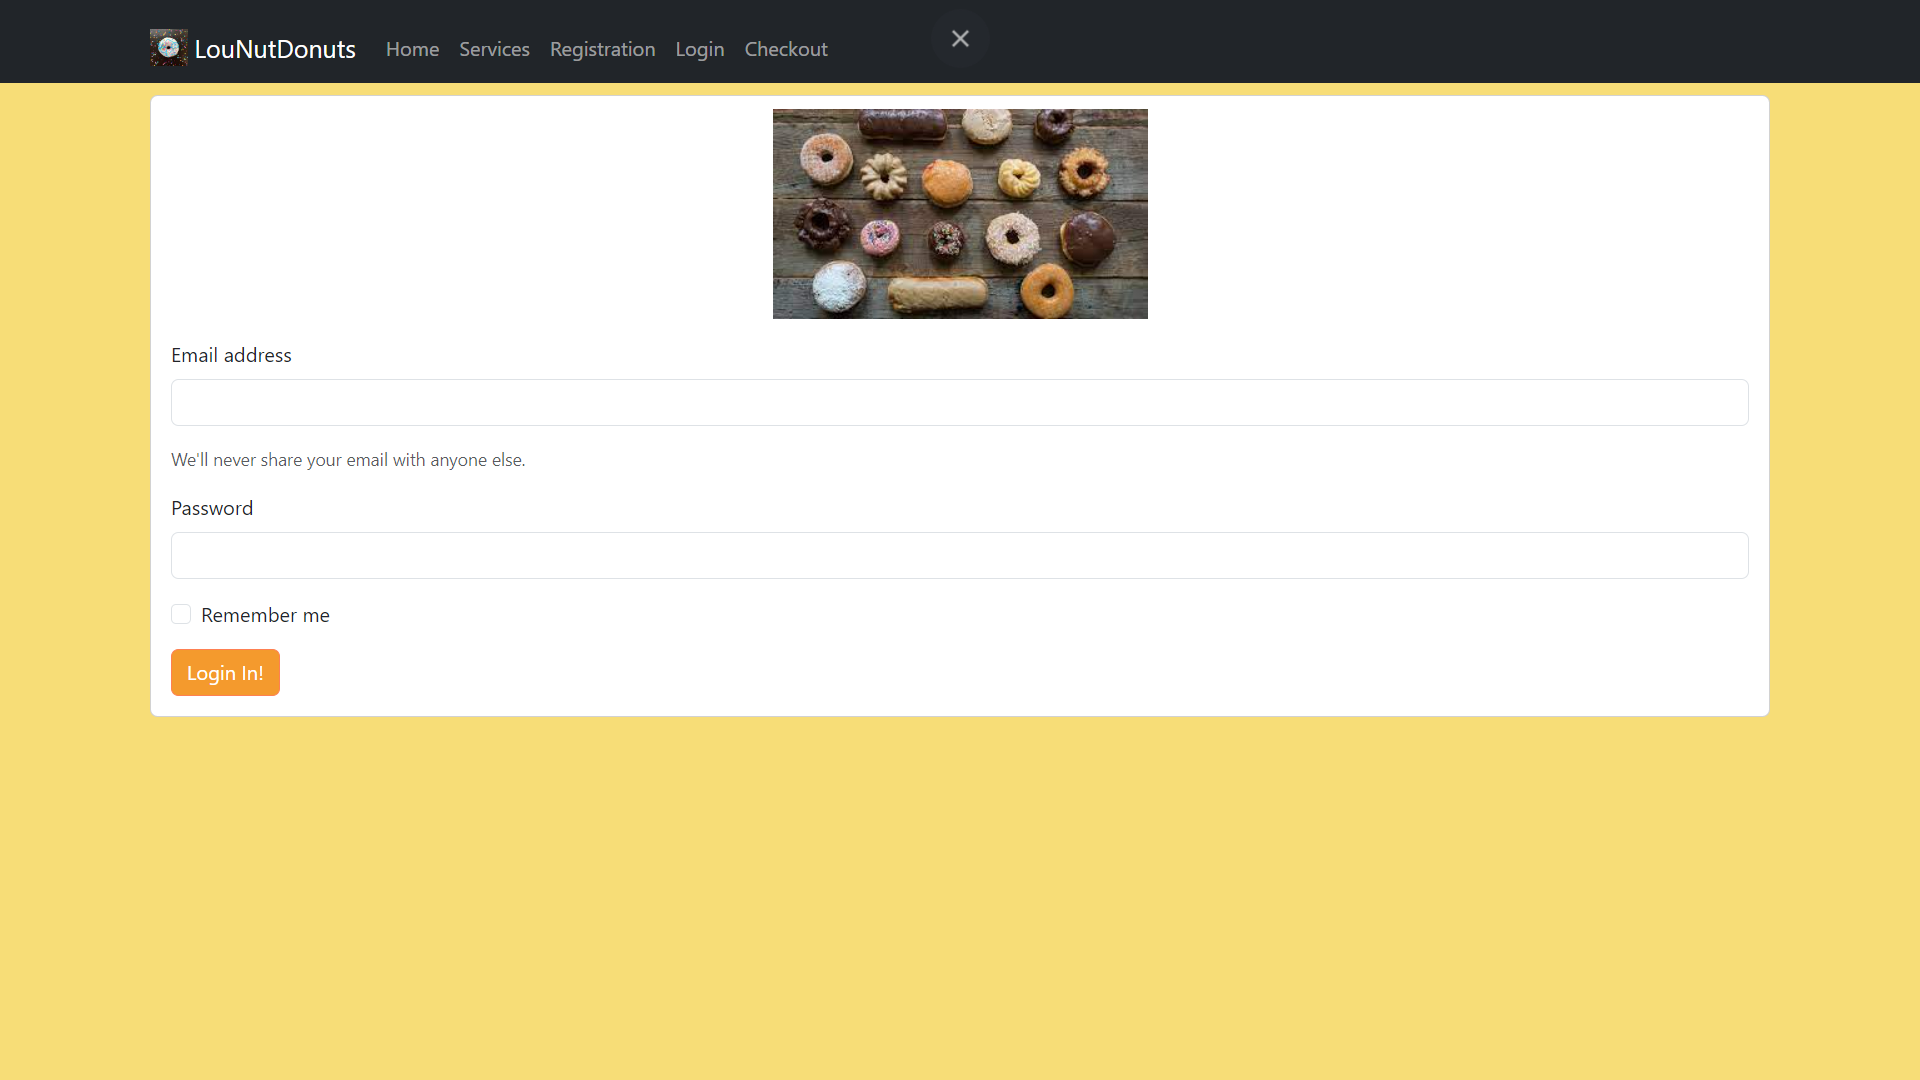 LouNutDonuts Home Services Registration Login Checkout
Email address
We'll never share your email with anyone else.
Password
Remember me
Login In!